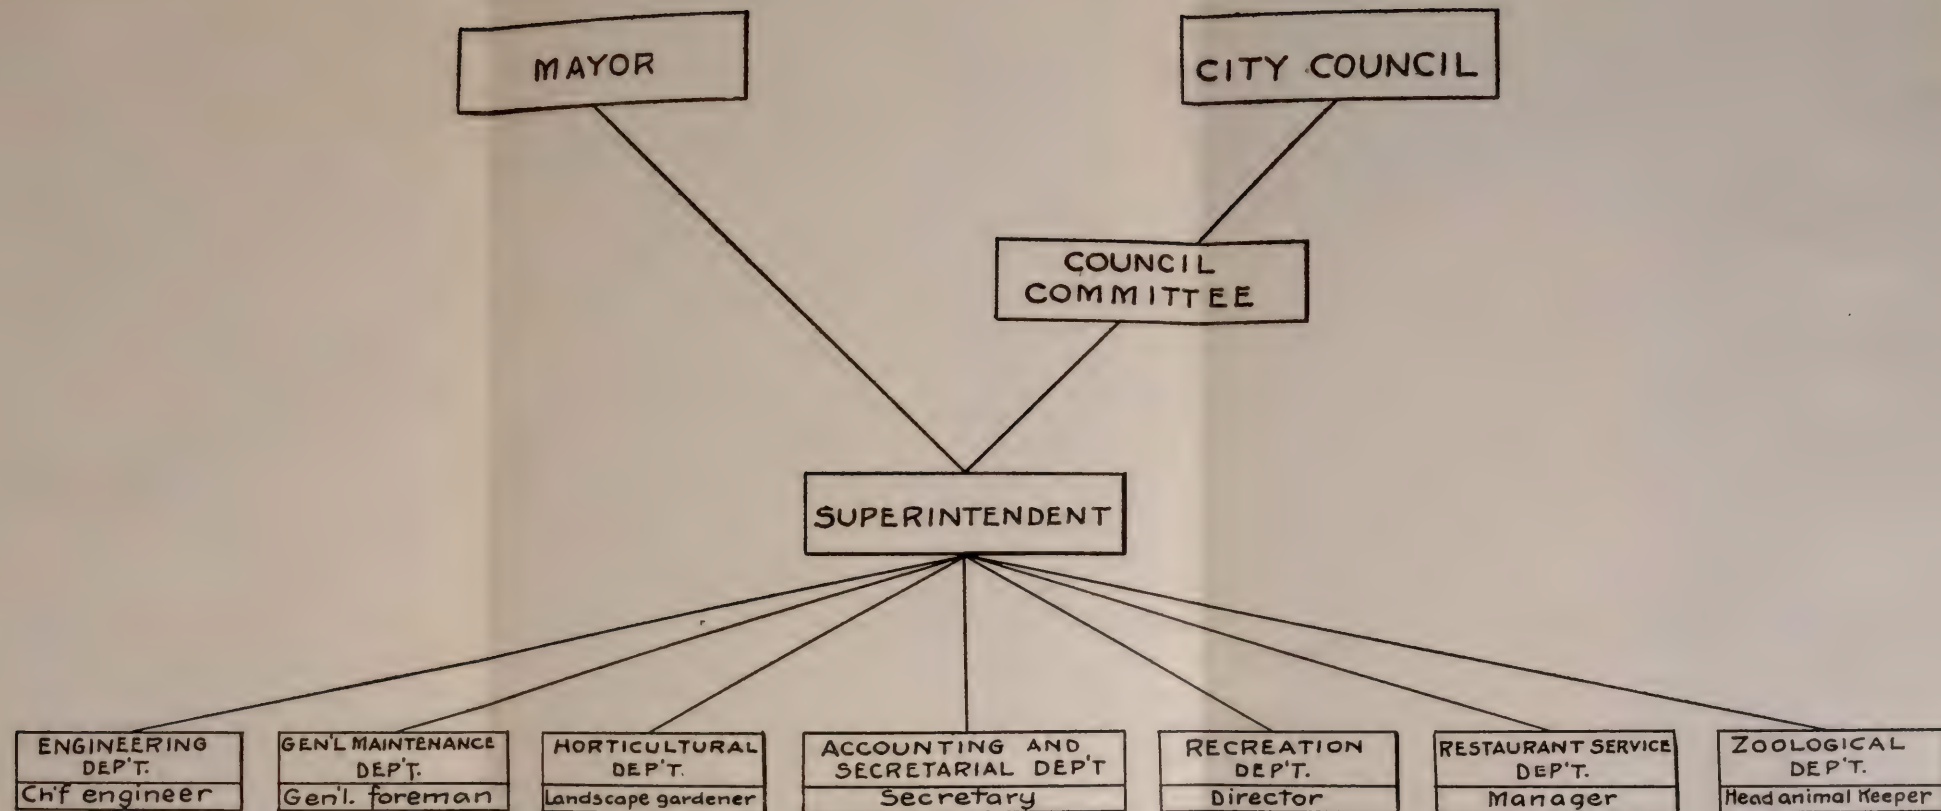 MAYOR
CITY COUNCIL
COUNCIL
COMMITTEE
SUPERINTENDENT
ENGINEERING
DEP'T.
Ch'f engineer
GEN'L MAINTENANCE
DEP'T.
Gen'l. foreman
HORTICULTURAL
DEP'T.
Landscape gardener
ACCOUNTING AND
SECRETARIAL DEP'T
Secretary
RECREATION
DEP'T.
Director
RESTAURANT SERVICE
DEP'T.
Manager
ZOOLOGICAL
DEP'T.
Head animal Keeper